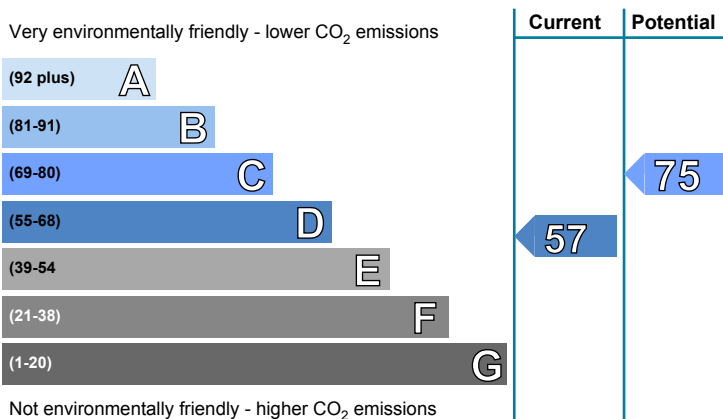 Current Potential
Very environmentally friendly - lower CO2 emissions
(92 plus) A
(81-91) B
(69-80) C
75
(55-68) D
57
(39-54 E
(21-38) F
(1-20) G
Not environmentally friendly - higher CO2 emissions